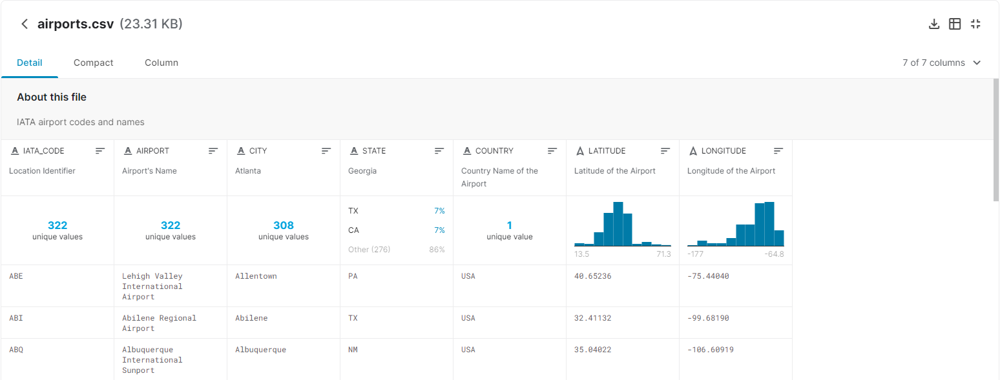 airports.csv (23.31 KB)
Detail Compact Column 7 of 7 columns
About this file
IATA airport codes and names
A IATA_CODE A AIRPORT A CITY A STATE A COUNTRY LATITUDE LONGITUDE
Location Identifier Airport's Name Atlanta Georgia Country Name of the Latitude of the Airport Longitude of the Airport
Airport
TX 7%
322 322 308 CA 7% 1
unique values unique values unique values unique value
Other (276) 86% 13.5 71.3 -177 -64.8
ABE Lehigh Valley Allentown PA USA 40.65236 -75.44040
International
Airport
ABI Abilene Regional Abilene TX USA 32.41132 -99.68190
Airport
ABQ Albuquerque Albuquerque NM USA 35.04022 -106.60919
International
Sunport